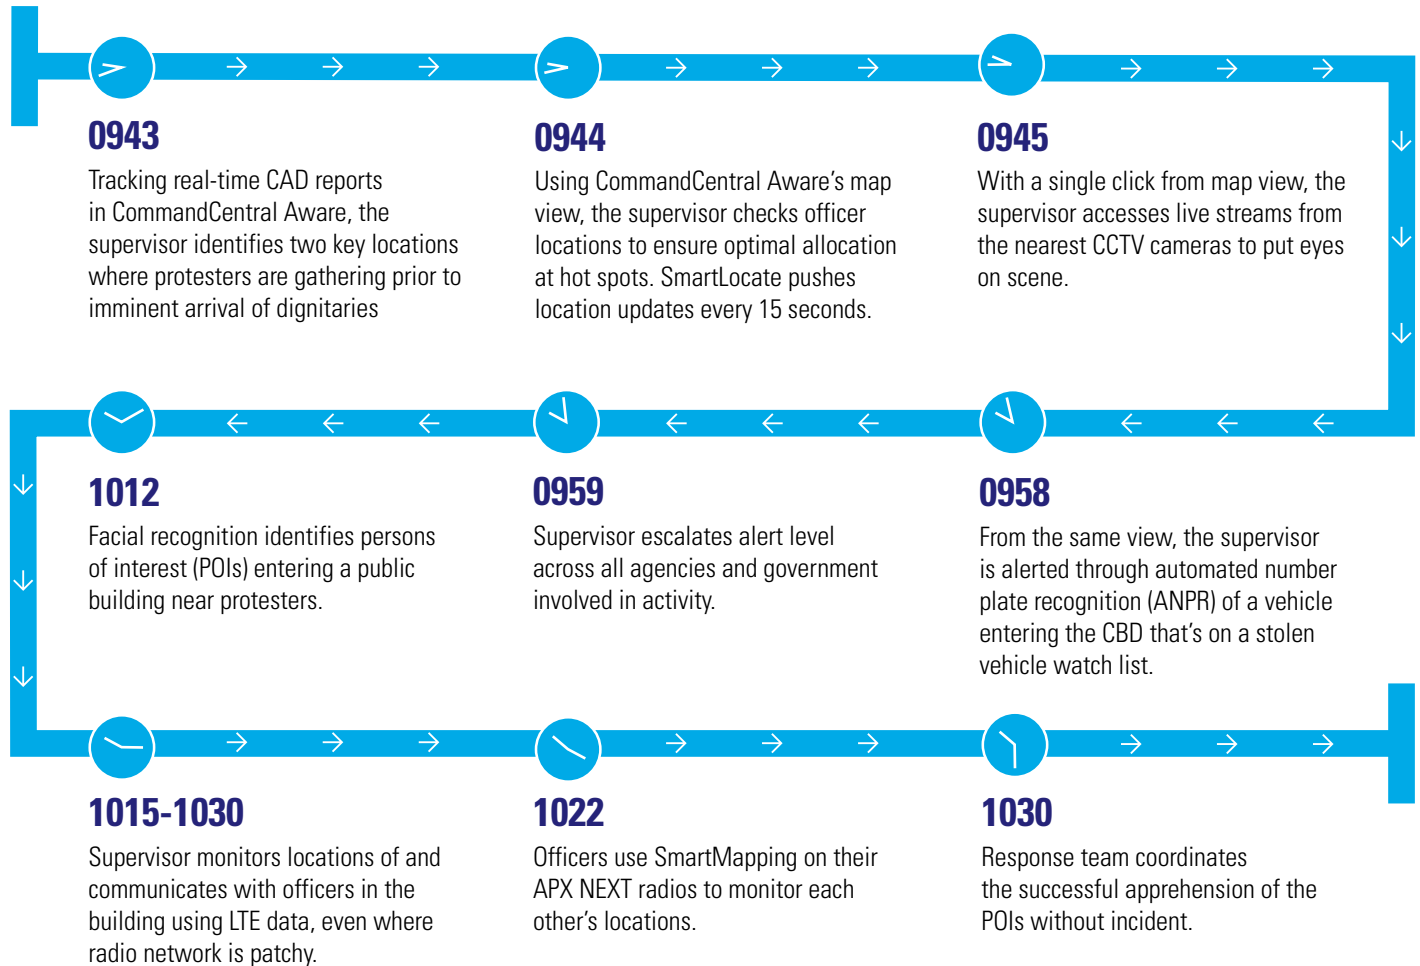 0943
Tracking real-time CAD reports
in CommandCentral Aware, the
supervisor identifies two key locations
where protesters are gathering prior to
imminent arrival of dignitaries
0944
Using CommandCentral Aware’s map
view, the supervisor checks officer
locations to ensure optimal allocation
at hot spots. SmartLocate pushes
location updates every 15 seconds.
0945
With a single click from map view, the
supervisor accesses live streams from
the nearest CCTV cameras to put eyes
on scene.
0958
From the same view, the supervisor
is alerted through automated number
plate recognition (ANPR) of a vehicle
entering the CBD that’s on a stolen
vehicle watch list.
0959
Supervisor escalates alert level
across all agencies and government
involved in activity.
1012
Facial recognition identifies persons
of interest (POIs) entering a public
building near protesters.
1015-1030
Supervisor monitors locations of and
communicates with officers in the
building using LTE data, even where
radio network is patchy.
1022
Officers use SmartMapping on their
APX NEXT radios to monitor each
other’s locations.
1030
Response team coordinates
the successful apprehension of the
POIs without incident.